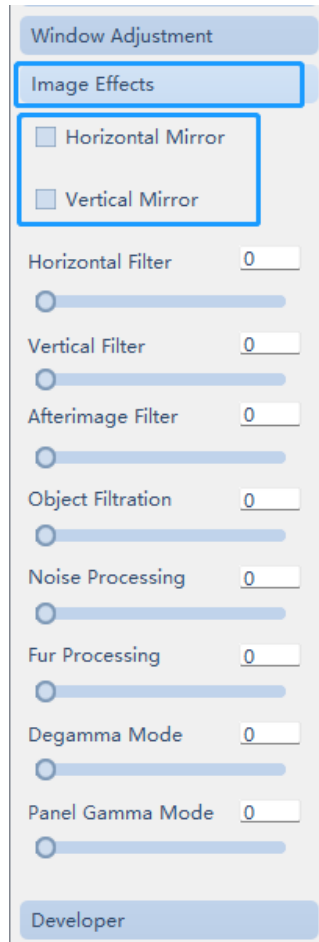 Window Adjustment
Image Effects
Horizontal Mirror
Vertical Mirror
Horizontal Filter 0
Vertical Filter 0
Afterimage Filter 0
Object Filtration 0
Noise Processing 0
Fur Processing 0
Degamma Mode 0
Panel Gamma Mode 0
Developer